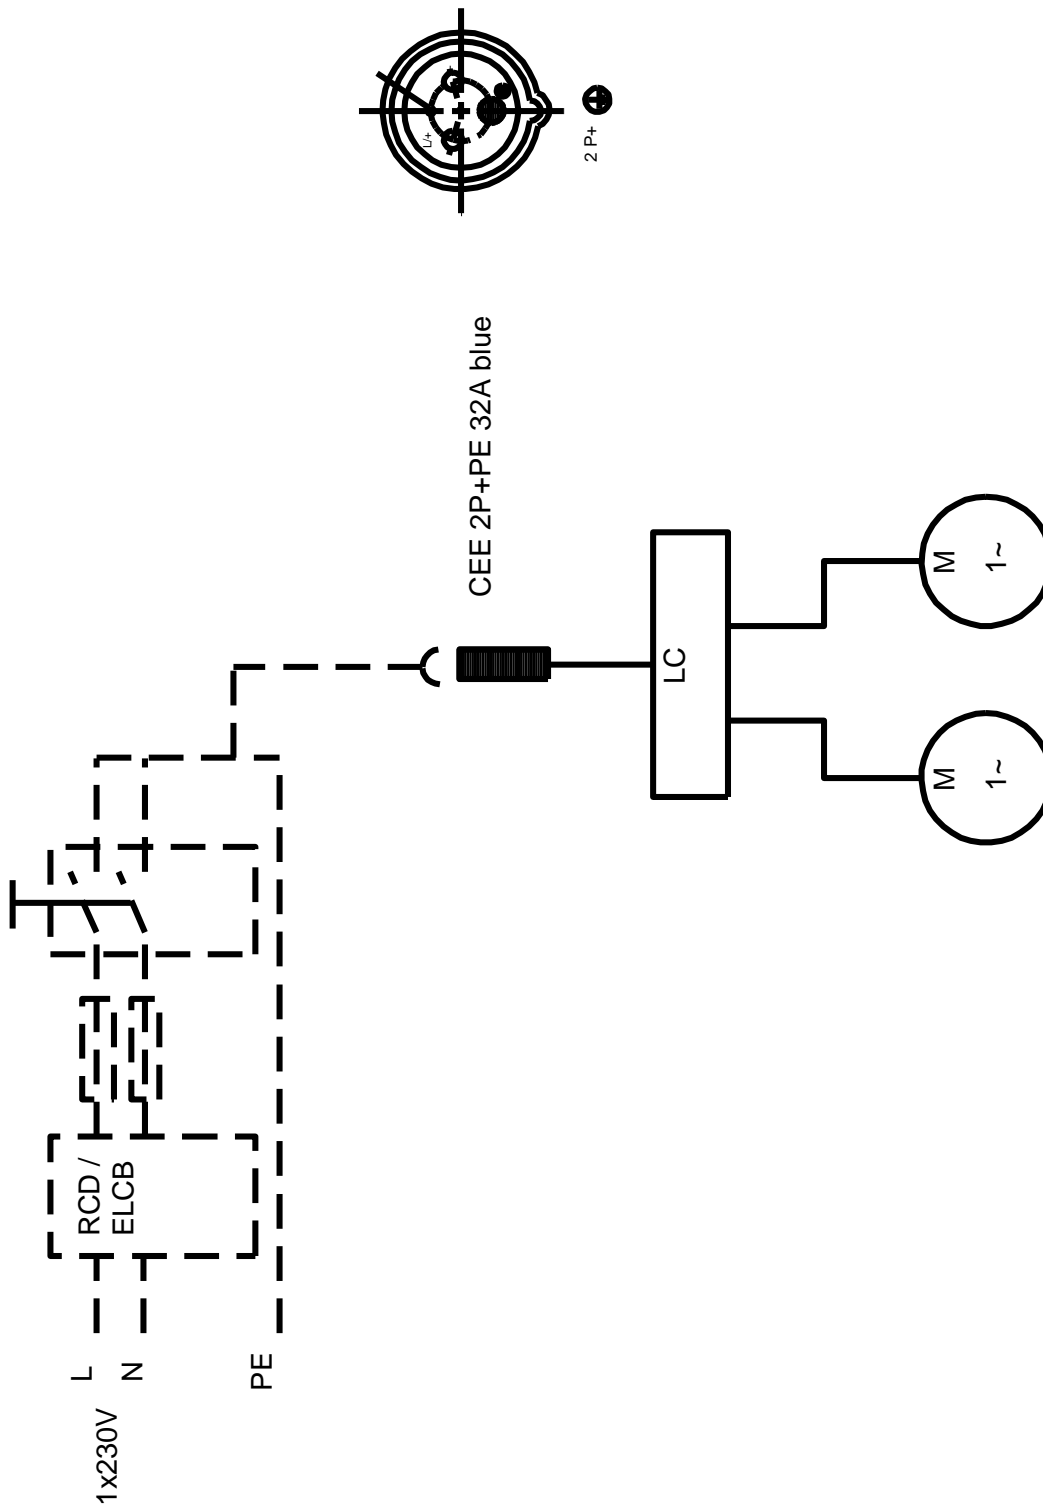 1x230V
L
N
PE
RCD /
ELCB
CEE 2P+PE 32A blue
LC
M
1~
M
1~
L/+
2 P+